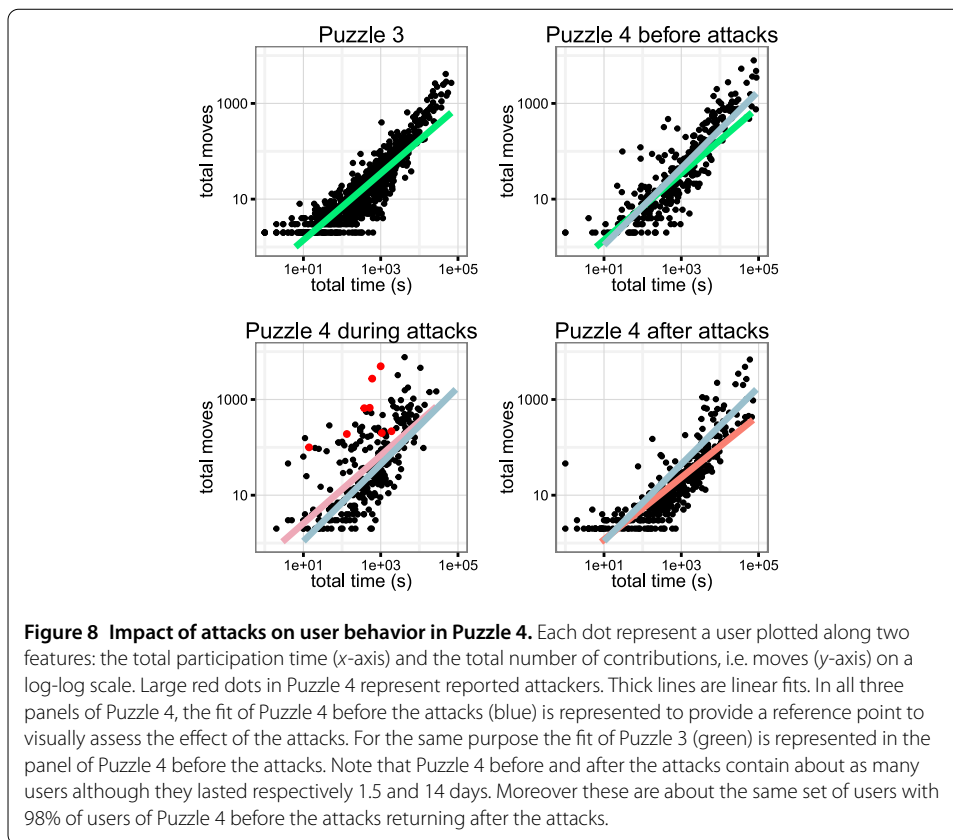 Puzzle 3
Puzzle 4 before attacks
total moves
1000
10
1e+01
1e+03
1e+05
total time (s)
total moves
1000
10
1e+01
1e+03
1e+05
total time (s)
Puzzle 4 during attacks
Puzzle 4 after attacks
total moves
1000
10
1e+01
1e+03
1e+05
total time (s)
total moves
1000
10
1e+01
1e+03
1e+05
total time (s)
Figure 8 Impact of attacks on user behavior in Puzzle 4. Each dot represent a user plotted along two
features: the total participation time (x-axis) and the total number of contributions, i.e. moves (y-axis) on a
log-log scale. Large red dots in Puzzle 4 represent reported attackers. Thick lines are linear fits. In all three
panels of Puzzle 4, the fit of Puzzle 4 before the attacks (blue) is represented to provide a reference point to
visually assess the effect of the attacks. For the same purpose the fit of Puzzle 3 (green) is represented in the
panel of Puzzle 4 before the attacks. Note that Puzzle 4 before and after the attacks contain about as many
users although they lasted respectively 1.5 and 14 days. Moreover these are about the same set of users with
98% of users of Puzzle 4 before the attacks returning after the attacks.